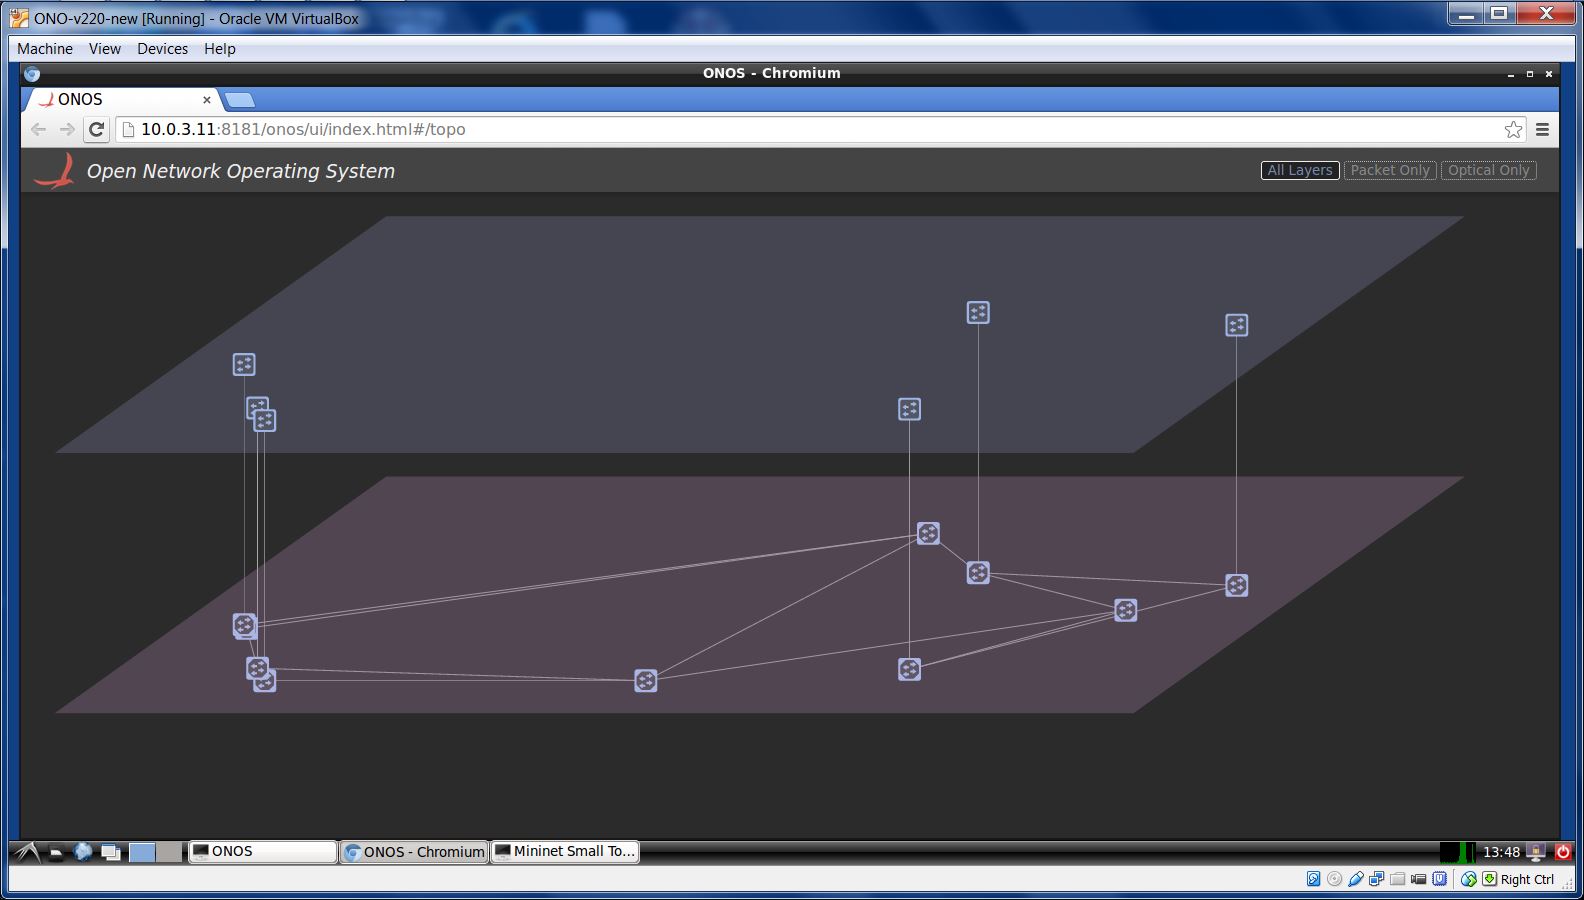 ONO-v220-new [Running] - Oracle VM VirtualBox
Machine View Devices Help
ONOS - Chromium
ONOS
10.0.3.11:8181/onos/ui/index.html#/topo
Open Network Operating System
All Layers Packet Only Optical Only
ONOS ONOS - Chromium Mininet Small To... 13:48
Right Ctrl